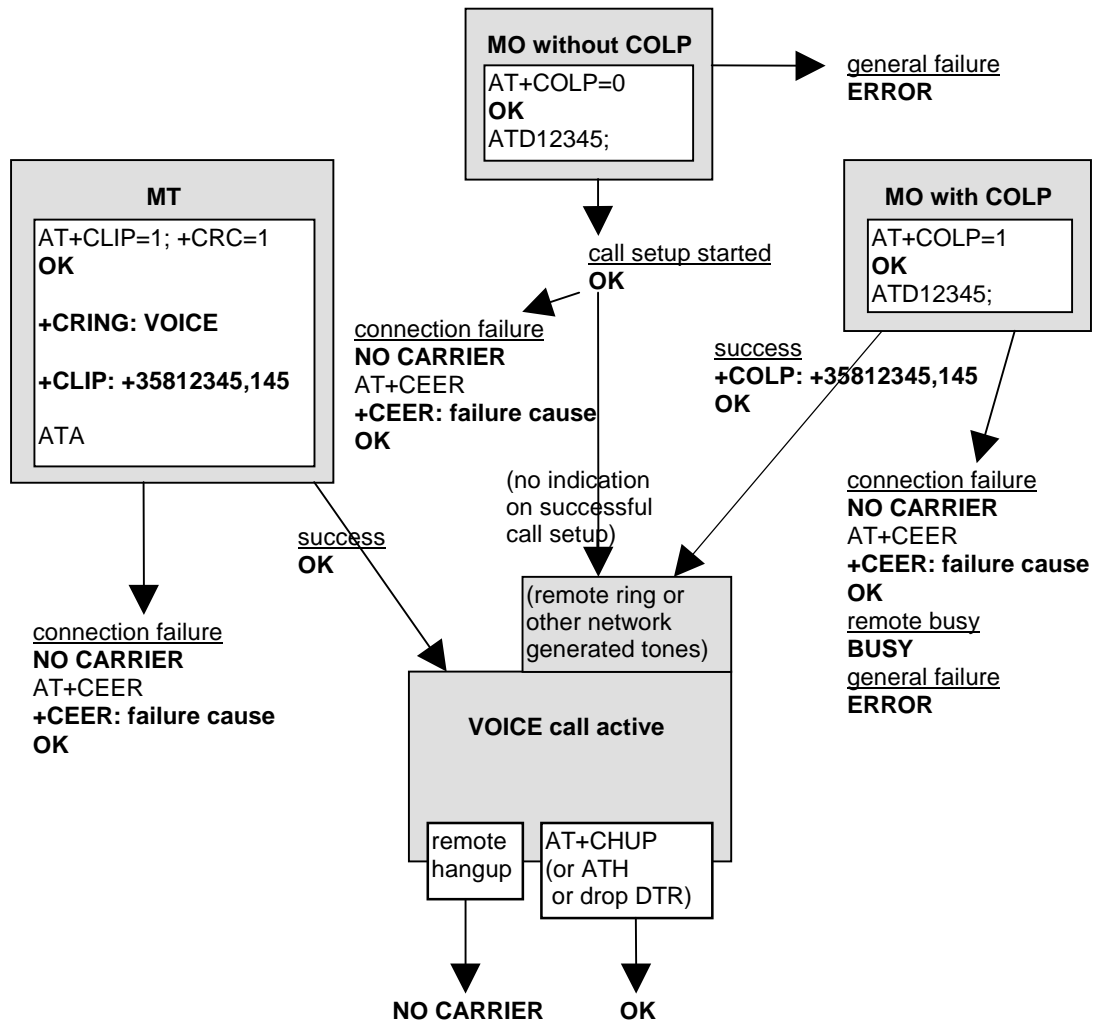 MO without COLP
AT+COLP=0
OK
ATD12345;
general failure
ERROR
MT
AT+CLIP=1; +CRC=1
OK
+CRING: VOICE
+CLIP: +35812345,145
ATA
MO with COLP
AT+COLP=1
OK
ATD12345;
call setup started
OK
connection failure
NO CARRIER
AT+CEER
+CEER: failure cause
OK
success
+COLP: +35812345,145
OK
(no indication
on successful
call setup)
success
OK
connection failure
NO CARRIER
AT+CEER
+CEER: failure cause
OK
remote busy
BUSY
general failure
ERROR
connection failure
NO CARRIER
AT+CEER
+CEER: failure cause
OK
(remote ring or
other network
generated tones)
VOICE call active
remote
hangup
AT+CHUP
(or ATH
or drop DTR)
NO CARRIER
OK